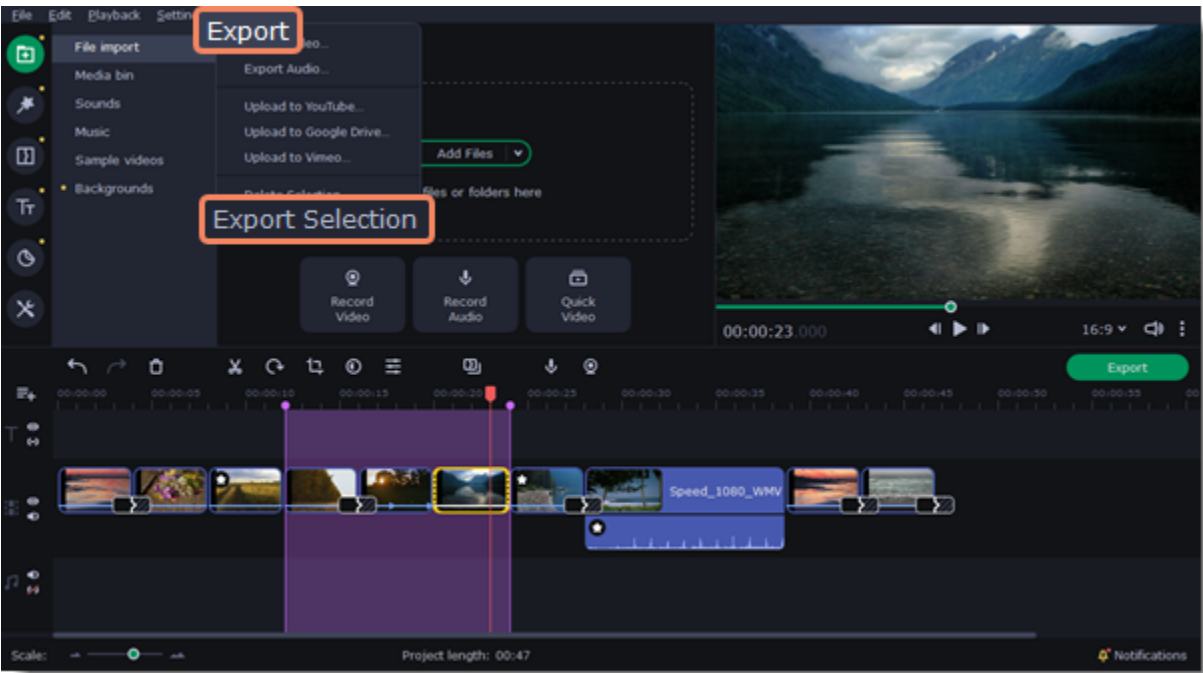 File Edit Playback
Export
Export Audio...
Upload to YouTube...
Upload to Google Drive...
Upload to Vimeo...
Delete Selection
Export Selection
File import
Media bin
Sounds
Music
Sample videos
Backgrounds
Add Files
files or folders here
Record
Video
Record
Audio
Quick
Video
00:00:23.000
16:9
Export
00:00:00 00:00:05 00:00:10 00:00:15 00:00:20 00:00:25 00:00:30 00:00:35 00:00:40 00:00:45 00:00:50 00:00:55
Speed_1080_WMV
Scale:
Project length: 00:47
Notifications